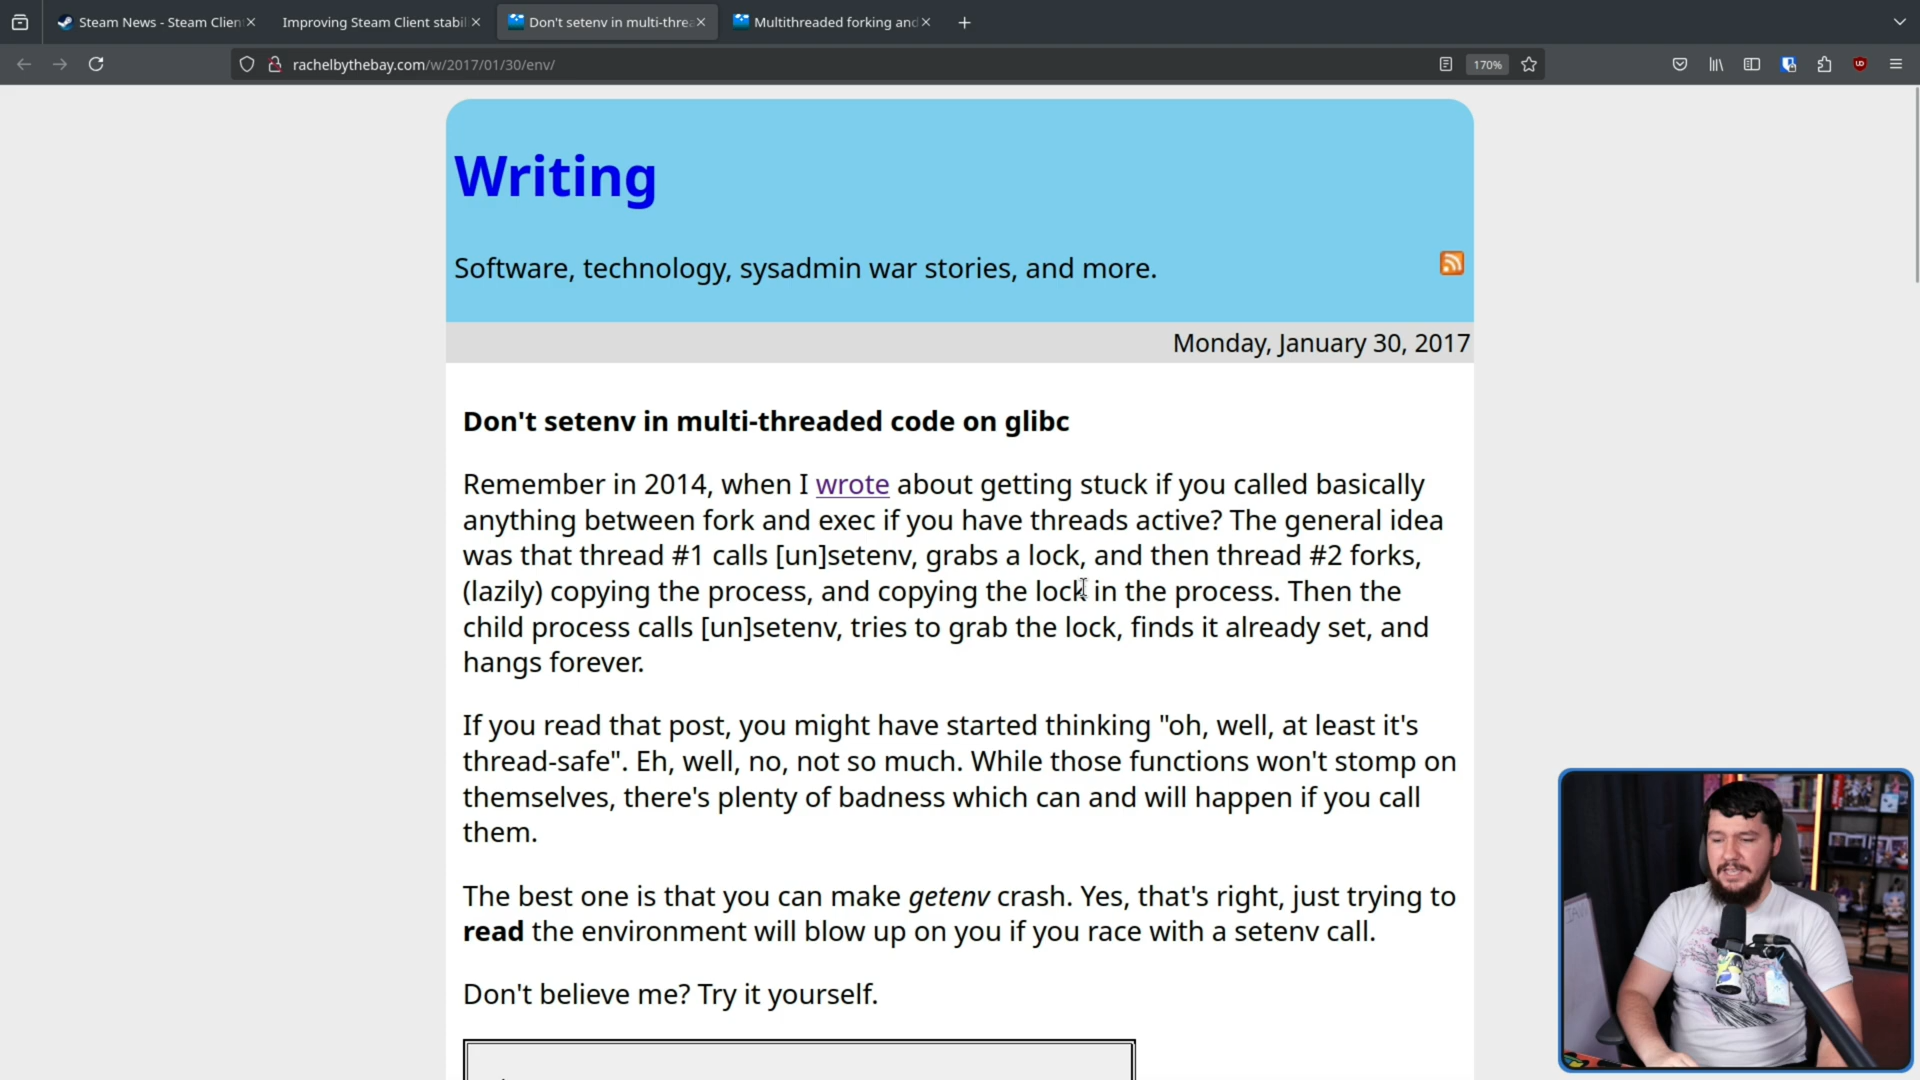 Steam News - Steam Clien
Improving Steam Client stabil
Don't setenv in multi-threa
Multithreaded forking and
rachelbythebay.com/w/2017/01/30/env/
170%
Writing
Software, technology, sysadmin war stories, and more.
Monday, January 30, 2017
Don't setenv in multi-threaded code on glibc
Remember in 2014, when I wrote about getting stuck if you called basically
anything between fork and exec if you have threads active? The general idea
was that thread #1 calls [un]setenv, grabs a lock, and then thread #2 forks,
(lazily) copying the process, and copying the lock in the process. Then the
child process calls [un]setenv, tries to grab the lock, finds it already set, and
hangs forever.
If you read that post, you might have started thinking "oh, well, at least it's
thread-safe". Eh, well, no, not so much. While those functions won't stomp on
themselves, there's plenty of badness which can and will happen if you call
them.
The best one is that you can make getenv crash. Yes, that's right, just trying to
read the environment will blow up on you if you race with a setenv call.
Don't believe me? Try it yourself.